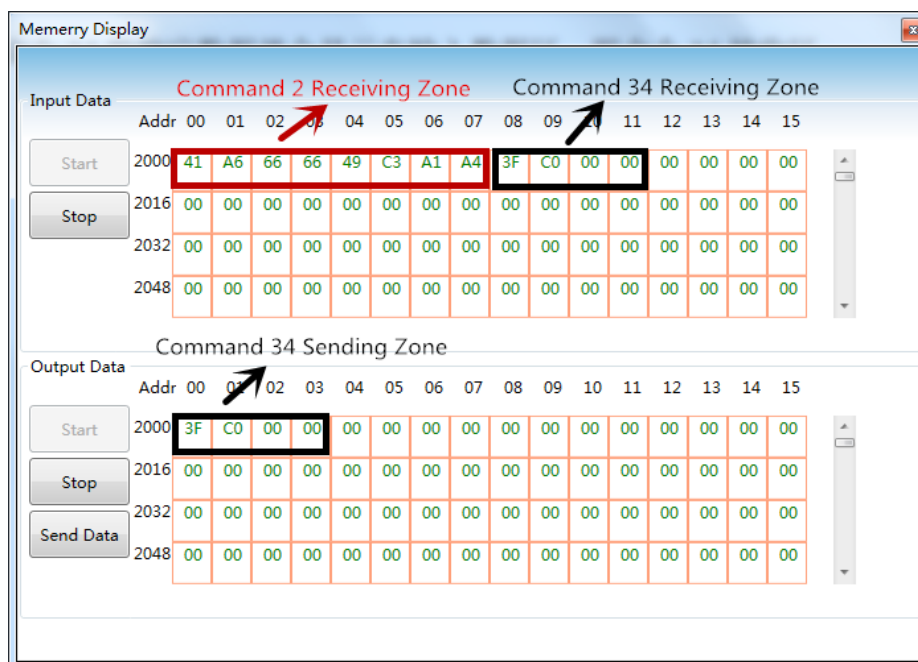 Memerry Display
Command 2 Receiving Zone Command 34 Receiving Zone
Input Data
Addr 00 01 02 03 04 05 06 07 08 09 10 11 12 13 14 15
Start 2000 41 A6 66 66 49 C3 A1 A4 3F C0 00 00 00 00 00 00
Stop 2016 00 00 00 00 00 00 00 00 00 00 00 00 00 00 00 00
2032 00 00 00 00 00 00 00 00 00 00 00 00 00 00 00 00
2048 00 00 00 00 00 00 00 00 00 00 00 00 00 00 00 00
Command 34 Sending Zone
Output Data
Addr 00 01 02 03 04 05 06 07 08 09 10 11 12 13 14 15
Start 2000 3F C0 00 00 00 00 00 00 00 00 00 00 00 00 00 00
Stop 2016 00 00 00 00 00 00 00 00 00 00 00 00 00 00 00 00
Send Data 2032 00 00 00 00 00 00 00 00 00 00 00 00 00 00 00 00
2048 00 00 00 00 00 00 00 00 00 00 00 00 00 00 00 00